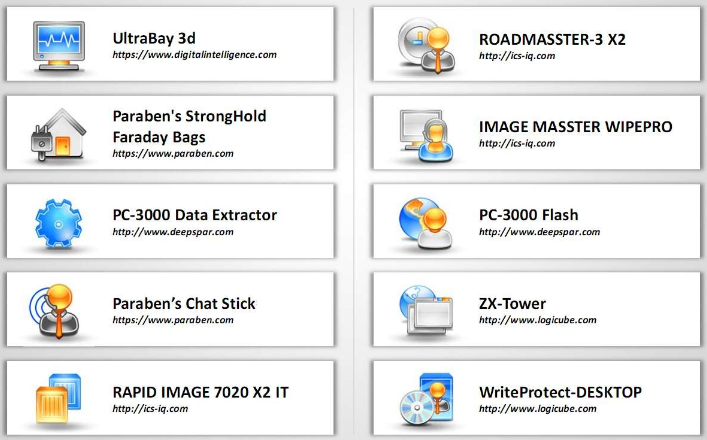 UltraBay 3d
https://www.digitalintelligence.com
Paraben's StrongHold
Faraday Bags
https://www.paraben.com
PC-3000 Data Extractor
http://www.deepspar.com
Paraben’s Chat Stick
https://www.paraben.com
RAPID IMAGE 7020 X2 IT
http://ics-iq.com
ROADMASSTER-3 X2
http://ics-iq.com
IMAGE MASSTER WIPEPRO
http://ics-iq.com
PC-3000 Flash
http://www.deepspar.com
ZX-Tower
http://www.logicube.com
WriteProtect-DESKTOP
http://www.logicube.com